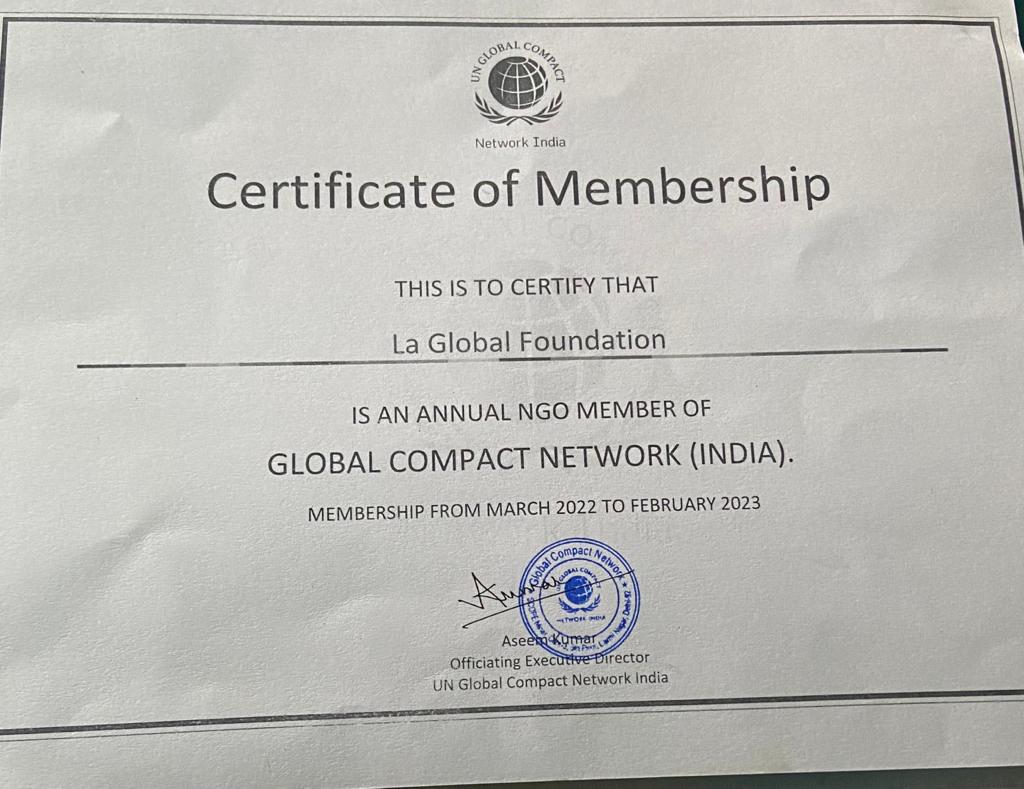 UN GLOBAL COMPACT
Network India
Certificate of Membership
THIS IS TO CERTIFY THAT
La Global Foundation
IS AN ANNUAL NGO MEMBER OF
GLOBAL COMPACT NETWORK (INDIA).
MEMBERSHIP FROM MARCH 2022 TO FEBRUARY 2023
Global Compact Network
Aseem Kumar
Officiating Executive Director
UN Global Compact Network India